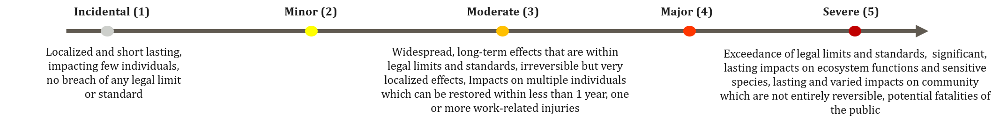 Incidental (1)
Minor (2)
Moderate (3)
Major (4)
Severe (5)
Localized and short lasting,
impacting few individuals,
no breach of any legal limit
or standard
Widespread, long-term effects that are within
legal limits and standards, irreversible but very
localized effects, Impacts on multiple individuals
which can be restored within less than 1 year, one
or more work-related injuries
Exceedance of legal limits and standards,  significant,
lasting impacts on ecosystem functions and sensitive
species, lasting and varied impacts on community
which are not entirely reversible, potential fatalities of
the public